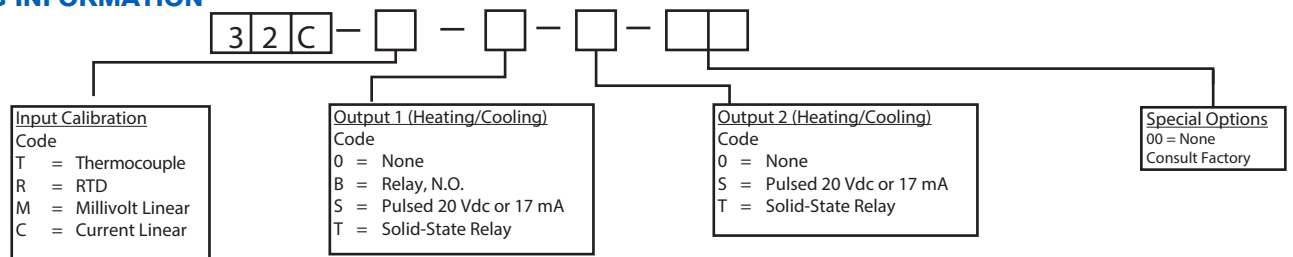 G INFORMATION
32C – – – –
Input Calibration
Code
T = Thermocouple
R = RTD
M = Millivolt Linear
C = Current Linear
Output 1 (Heating/Cooling)
Code
0 = None
B = Relay, N.O.
S = Pulsed 20 Vdc or 17 mA
T = Solid-State Relay
Output 2 (Heating/Cooling)
Code
0 = None
S = Pulsed 20 Vdc or 17 mA
T = Solid-State Relay
Special Options
00 = None
Consult Factory